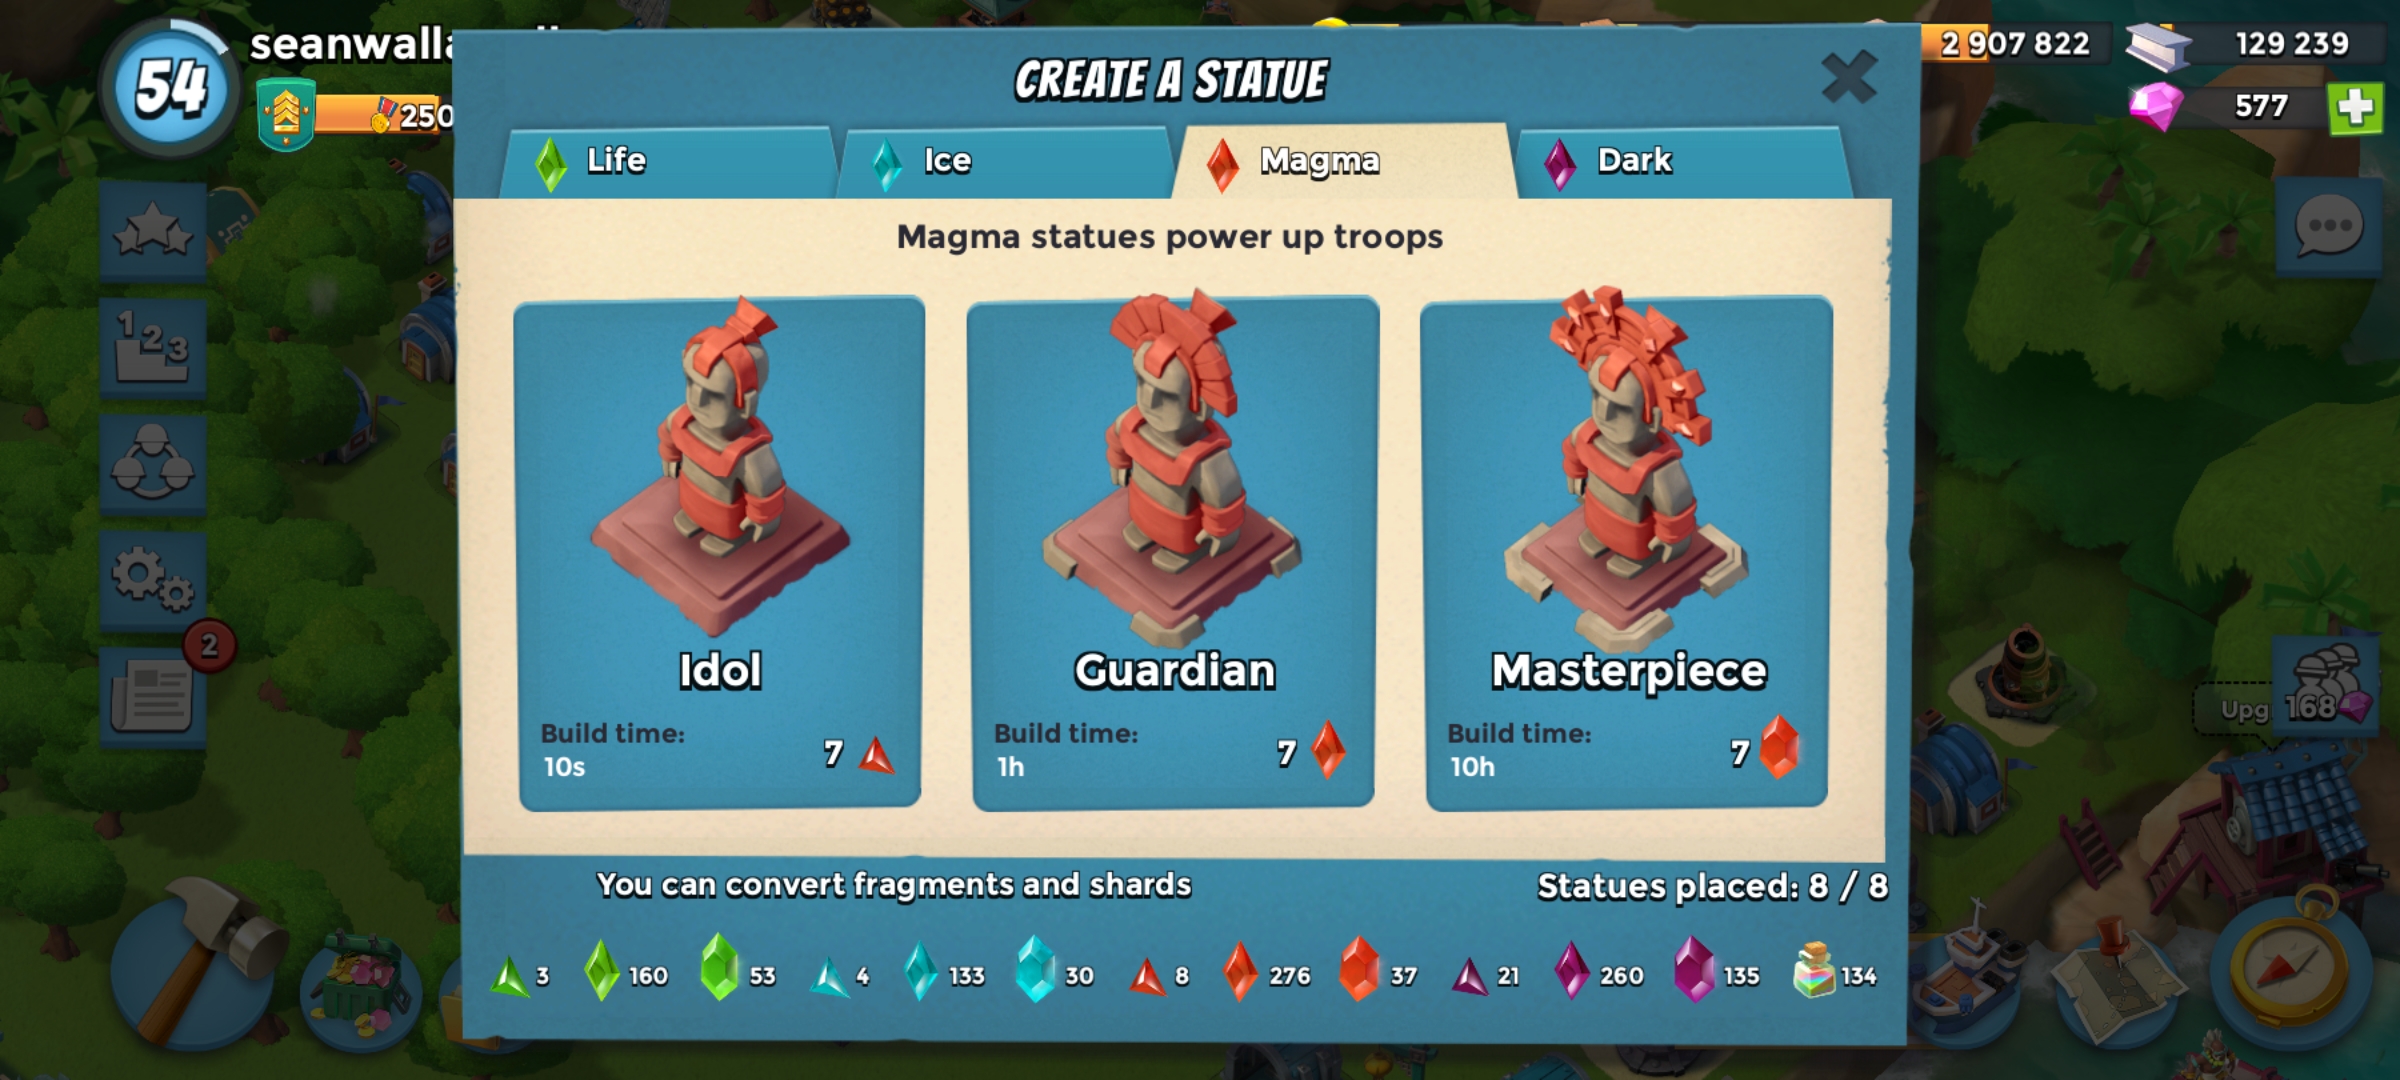 54
250
CREATE A STATUE
2 907 822
129 239
577
Life
Ice
Magma
Dark
Magma statues power up troops
1 2 3
2
Idol
Build time:
10s
7
Guardian
Build time:
1h
7
Masterpiece
Build time:
10h
7
168
You can convert fragments and shards
Statues placed: 8 / 8
3
160
53
4
133
30
8
276
37
21
260
135
134